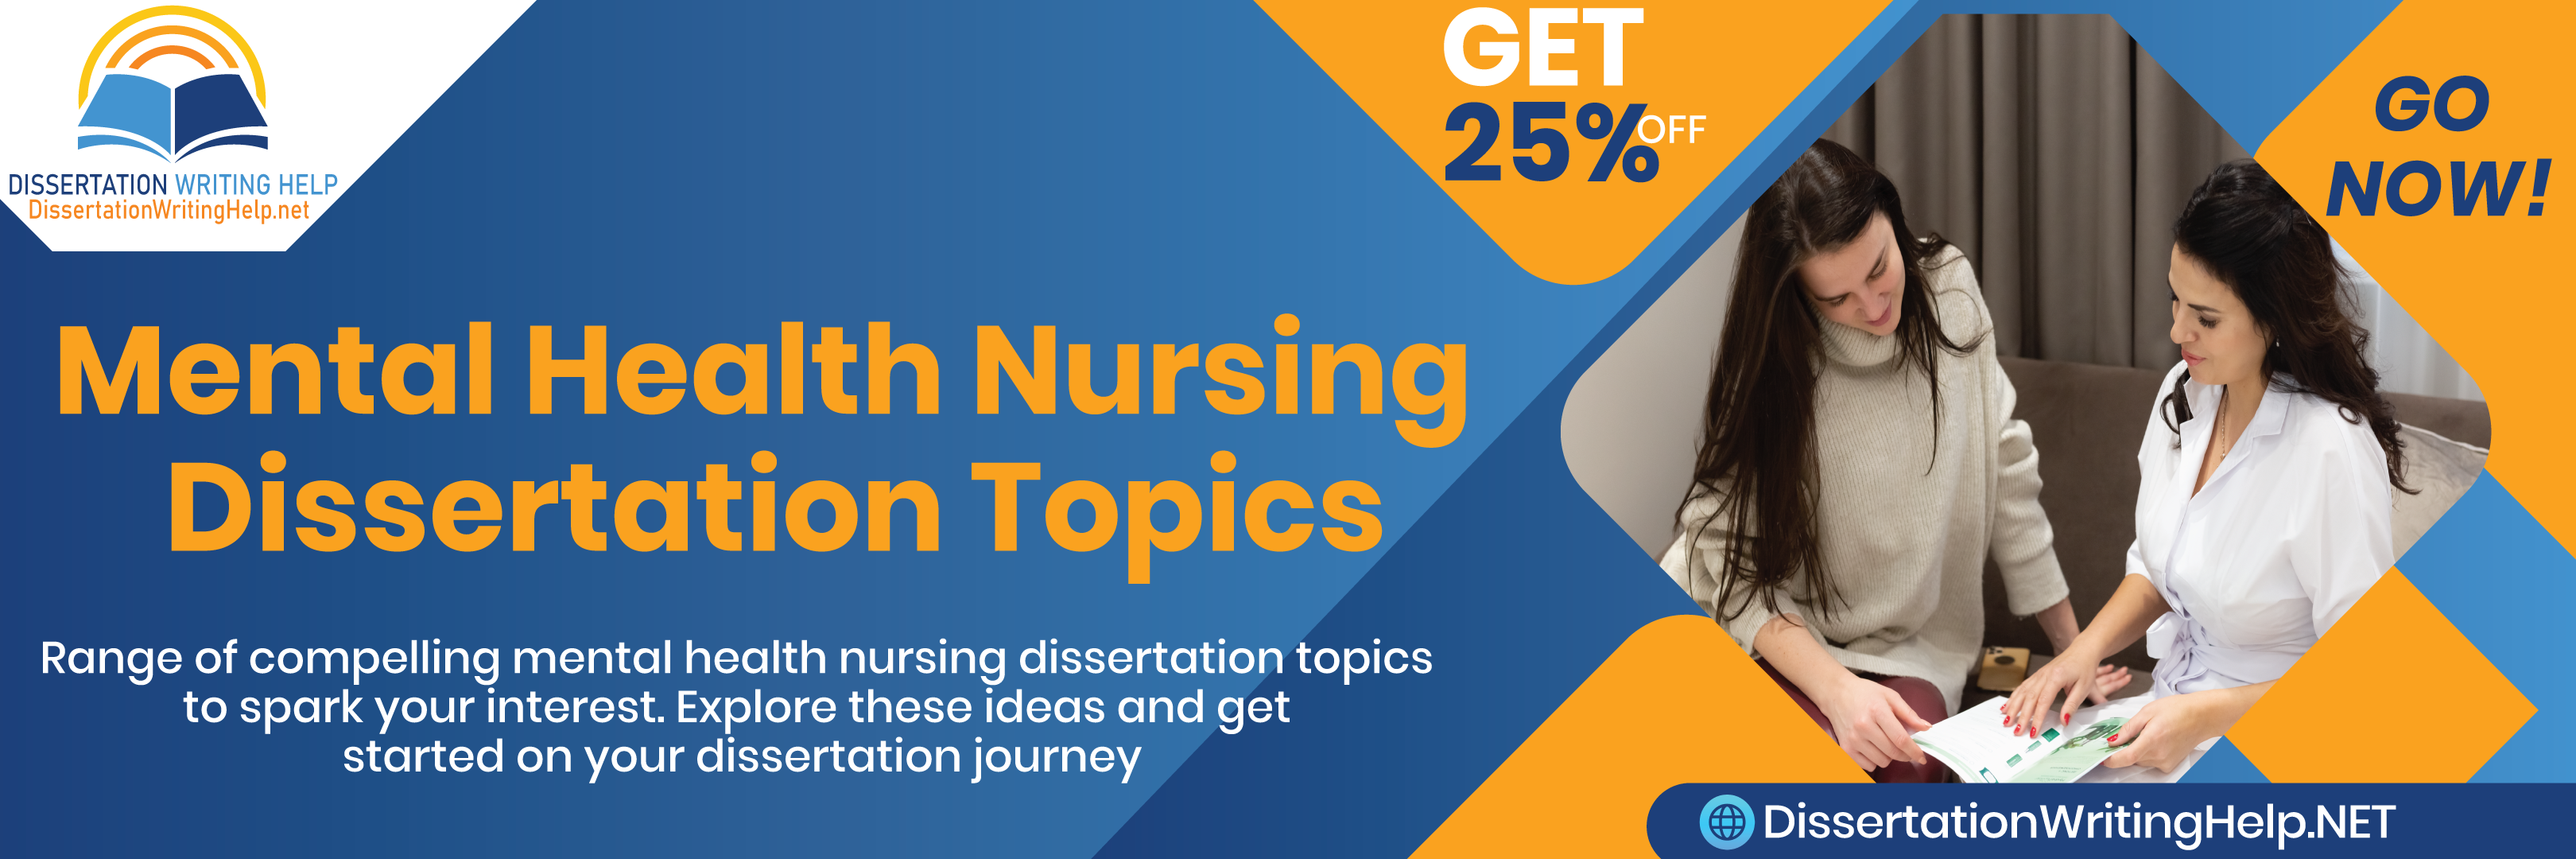 DISSERTATION WRITING HELP
DissertationWritingHelp.net
GET
25% OFF
GO
NOW!
Mental Health Nursing
Dissertation Topics
Range of compelling mental health nursing dissertation topics
to spark your interest. Explore these ideas and get
started on your dissertation journey
DissertationWritingHelp.NET